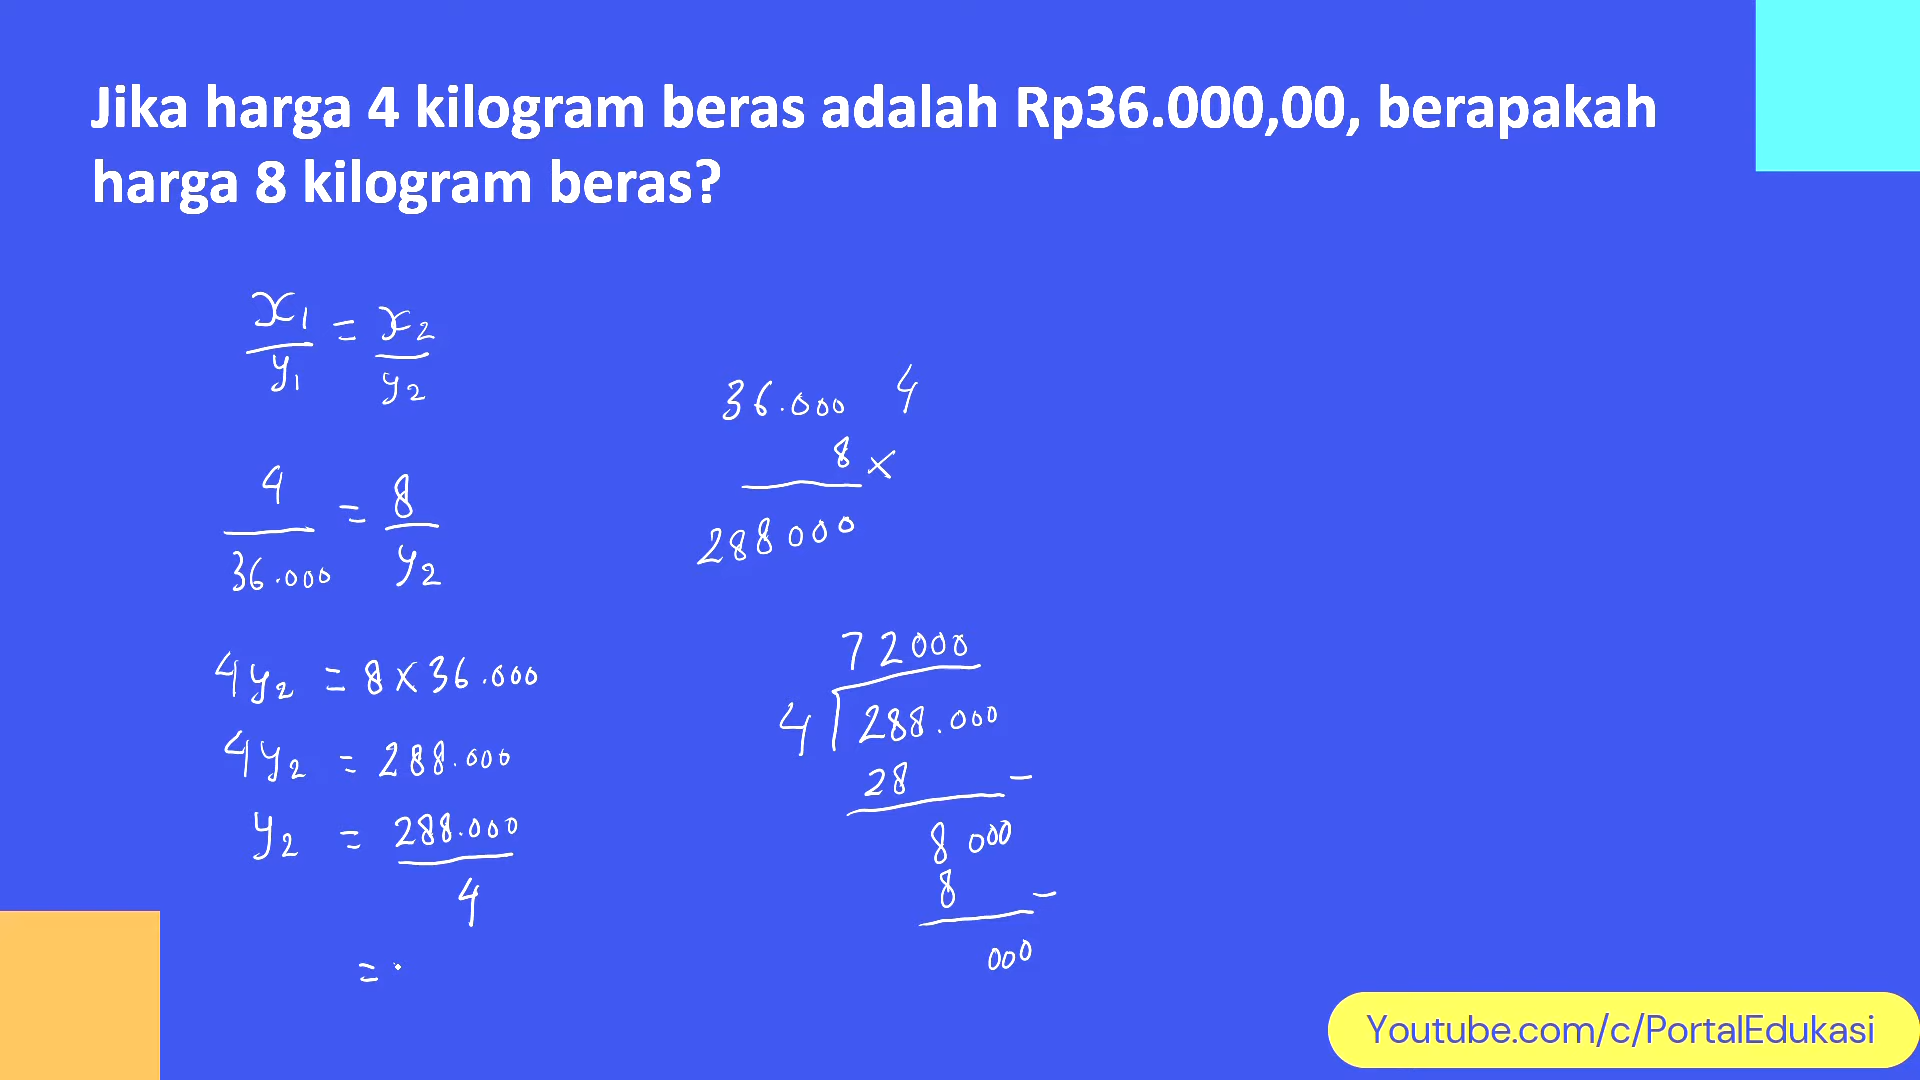 Jika harga 4 kilogram beras adalah Rp36.000,00, berapakah
harga 8 kilogram beras?
x₁/y₁ = x₂/y₂
4/36.000 = 8/y₂
4y₂ = 8 × 36.000
4y₂ = 288.000
y₂ = 288.000/4
=
36.000 4
8 ×
288000
72000
4 288.000
28 –
8 000
8 –
000
Youtube.com/c/PortalEdukasi